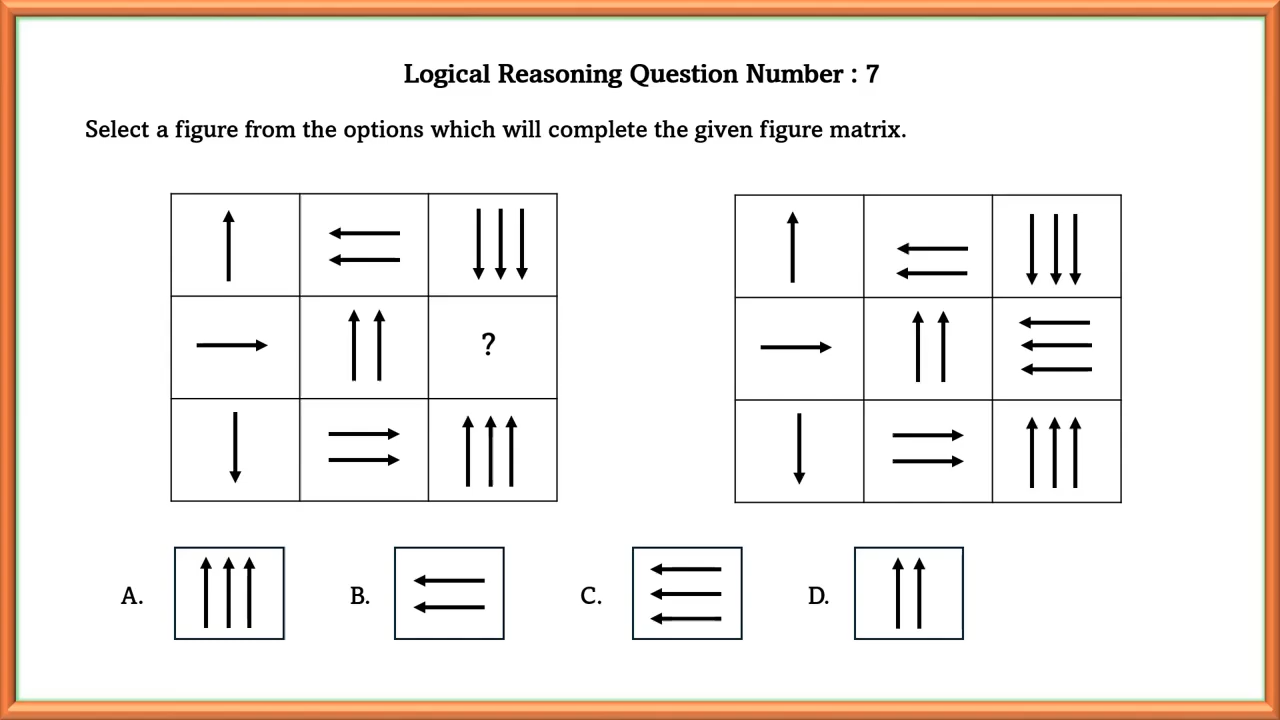 Logical Reasoning Question Number : 7
Select a figure from the options which will complete the given figure matrix.
?
A. B. C. D.